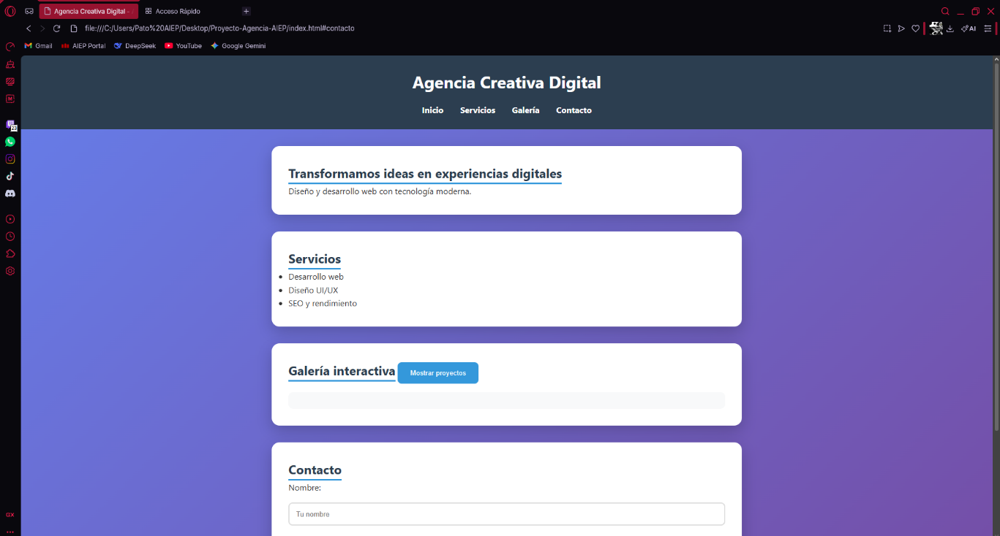 Agencia Creativa Digital -
Acceso Rápido
file:///C:/Users/Pato%20AIEP/Desktop/Proyecto-Agencia-AIEP/index.html#contacto
AI
Gmail
AIEP Portal
DeepSeek
YouTube
Google Gemini
M
23
Agencia Creativa Digital
Inicio
Servicios
Galería
Contacto
Transformamos ideas en experiencias digitales
Diseño y desarrollo web con tecnología moderna.
Servicios
Desarrollo web
Diseño UI/UX
SEO y rendimiento
Galería interactiva
Mostrar proyectos
Contacto
Nombre:
Tu nombre
GX